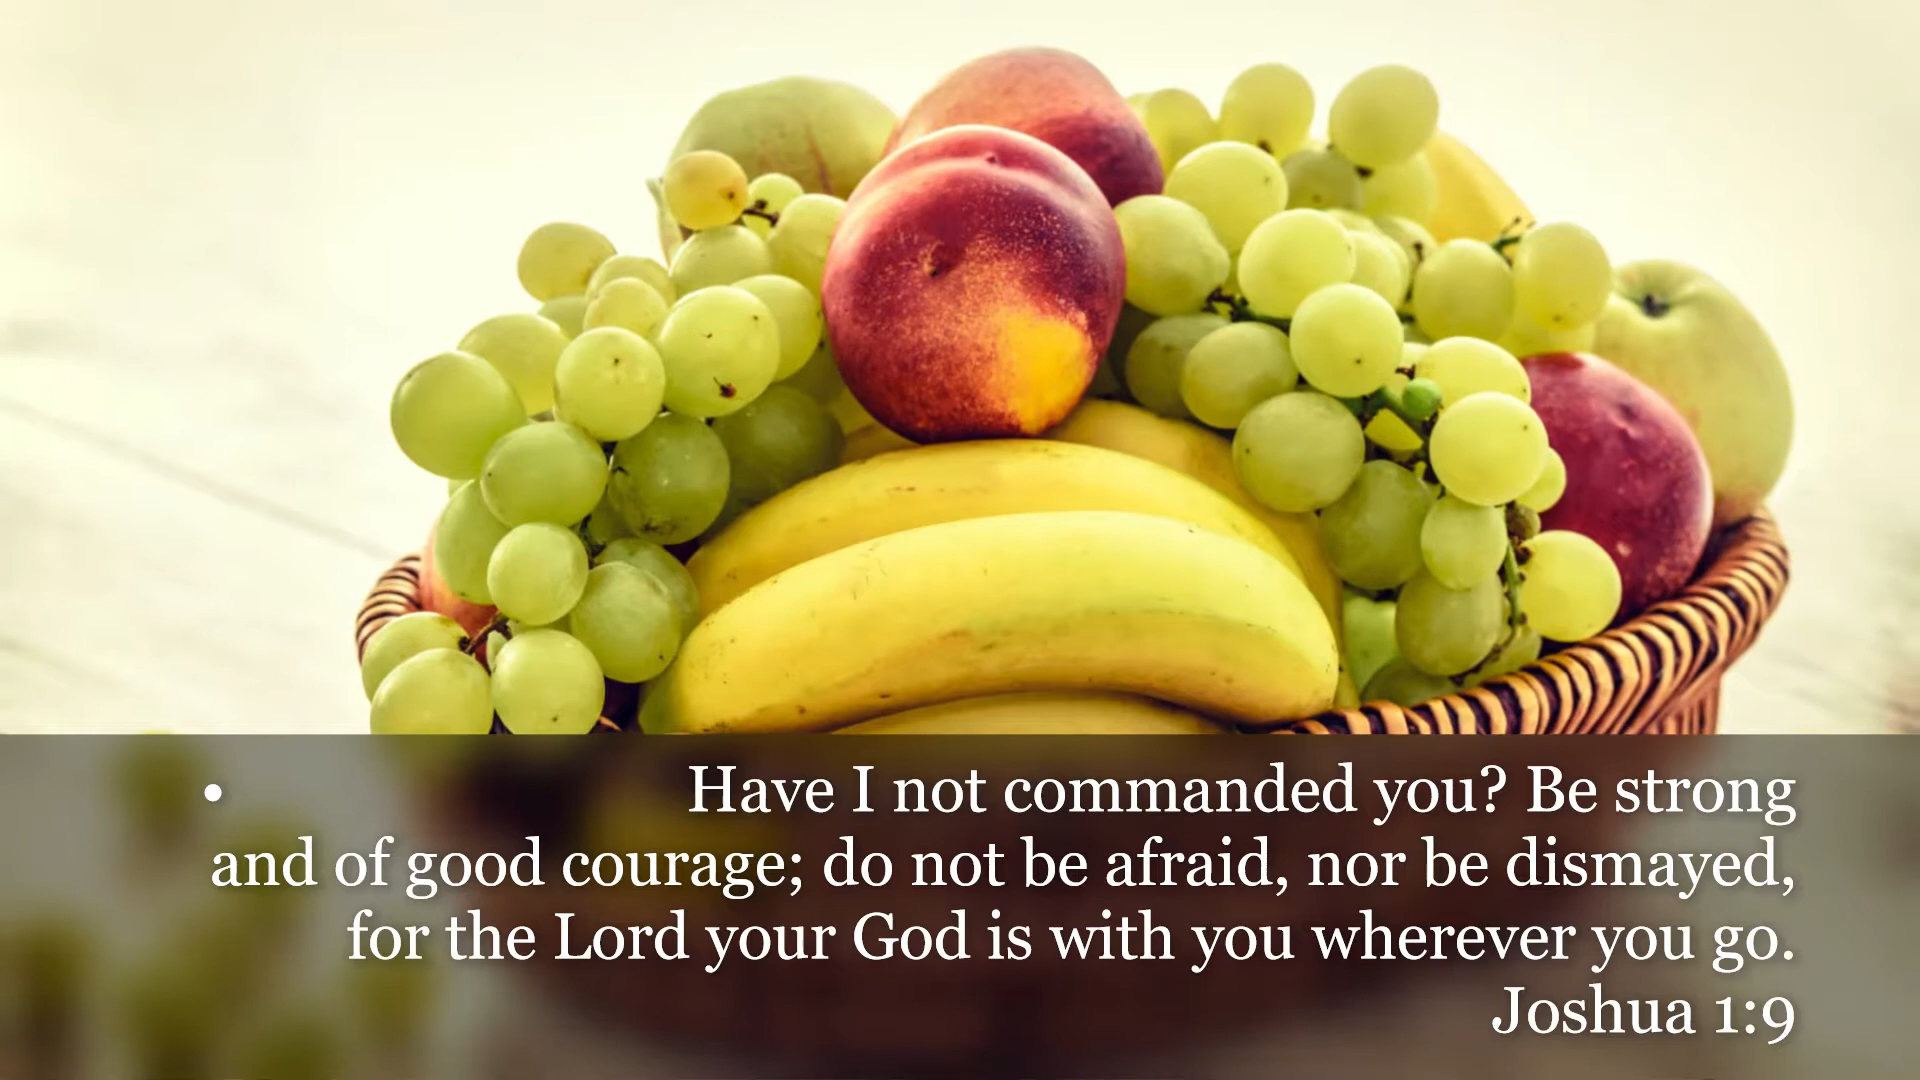 • Have I not commanded you? Be strong
and of good courage; do not be afraid, nor be dismayed,
for the Lord your God is with you wherever you go.
Joshua 1:9